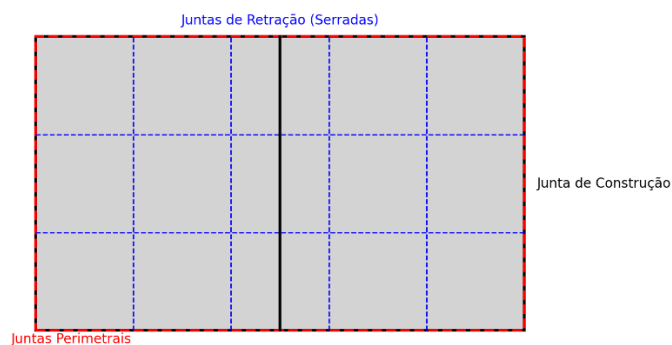 Juntas de Retração (Serradas)
Junta de Construção
Juntas Perimetrais